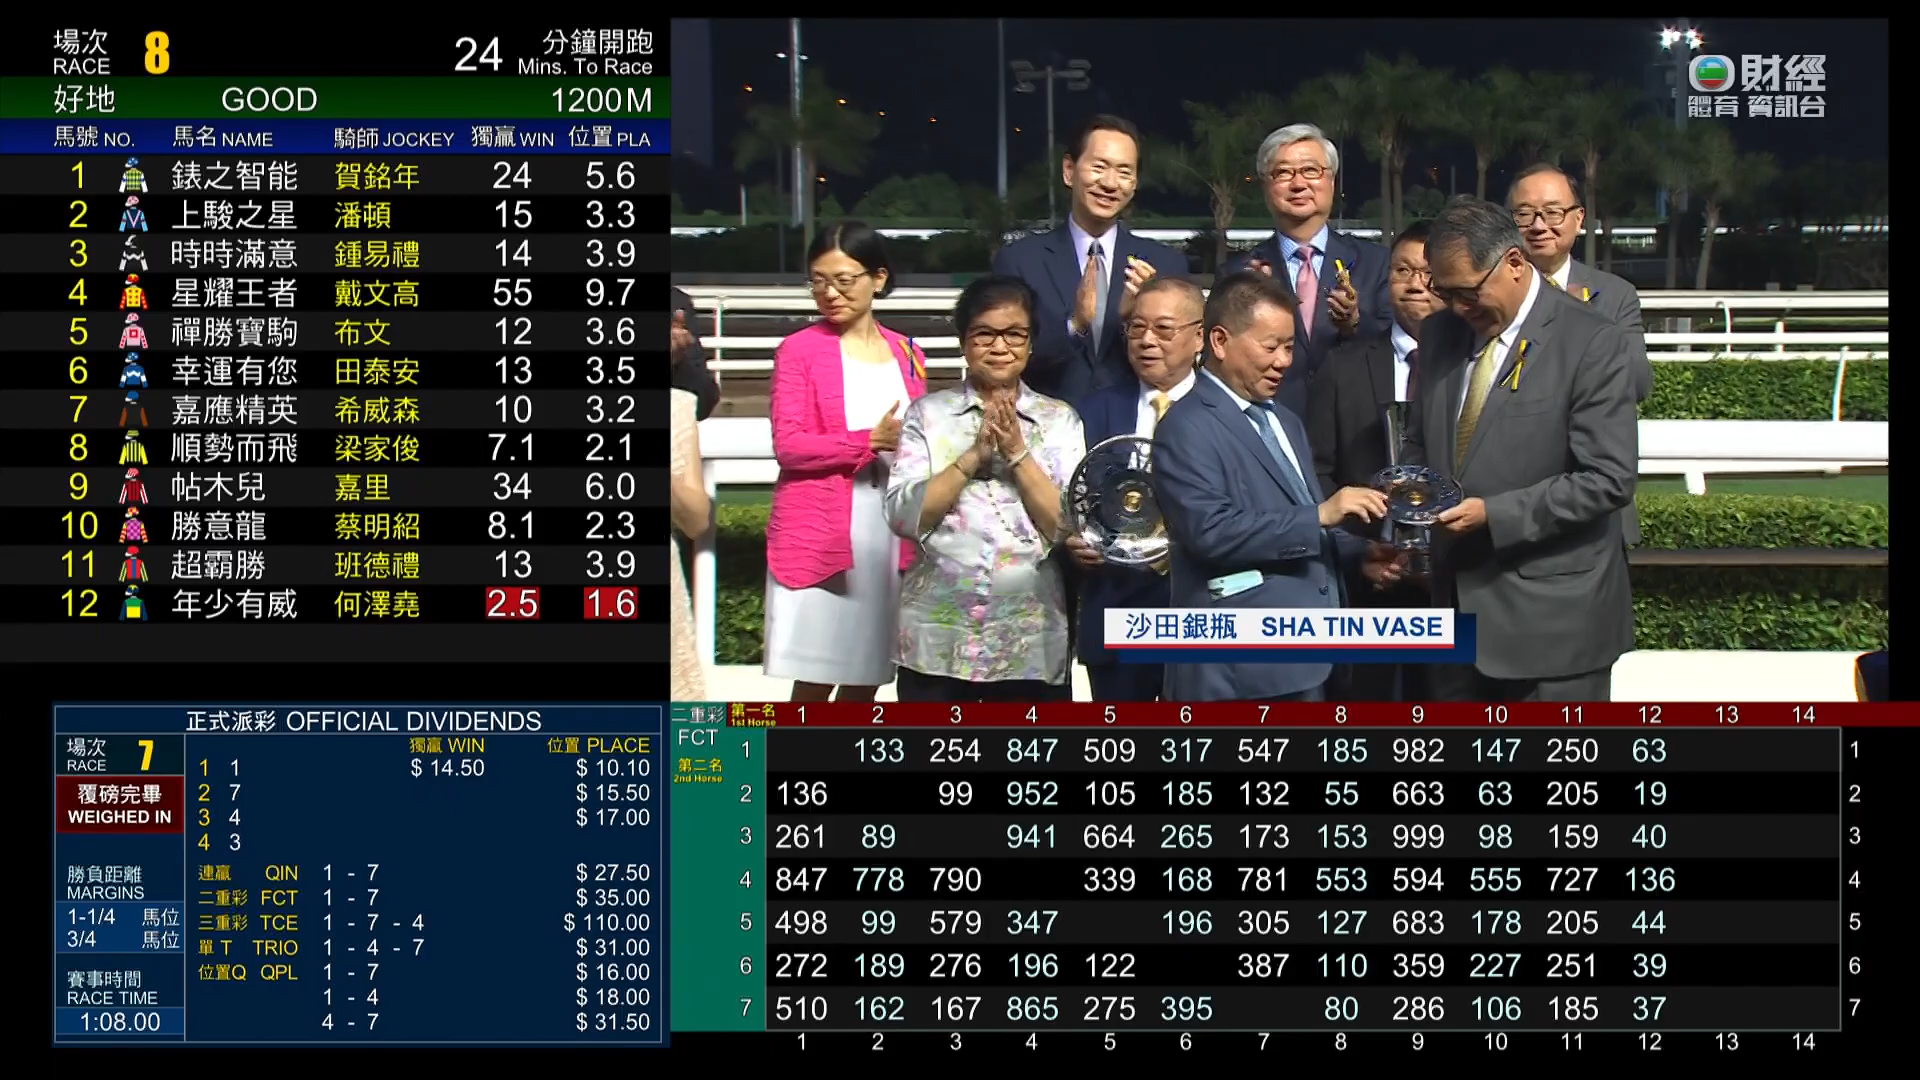 場次 8 24 分鐘開跑
RACE Mins. To Race
好地 GOOD 1200M
馬號 NO. 馬名 NAME 騎師 JOCKEY 獨贏 WIN 位置 PLA
1 錶之智能 賀銘年 24 5.6
2 上駿之星 潘頓 15 3.3
3 時時滿意 鍾易禮 14 3.9
4 星耀王者 戴文高 55 9.7
5 禪勝寶駒 布文 12 3.6
6 幸運有您 田泰安 13 3.5
7 嘉應精英 希威森 10 3.2
8 順勢而飛 梁家俊 7.1 2.1
9 帖木兒 嘉里 34 6.0
10 勝意龍 蔡明紹 8.1 2.3
11 超霸勝 班德禮 13 3.9
12 年少有威 何澤堯 2.5 1.6
財經
體育 資訊台
沙田銀瓶 SHA TIN VASE
正式派彩 OFFICIAL DIVIDENDS
場次 7
RACE
覆磅完畢
WEIGHED IN
勝負距離
MARGINS
1-1/4 馬位
3/4 馬位
賽事時間
RACE TIME
1:08.00
獨贏 WIN 位置 PLACE
1 1 $ 14.50 $ 10.10
2 7 $ 15.50
3 4 $ 17.00
4 3
連贏 QIN 1 - 7 $ 27.50
二重彩 FCT 1 - 7 $ 35.00
三重彩 TCE 1 - 7 - 4 $ 110.00
單T TRIO 1 - 4 - 7 $ 31.00
位置Q QPL 1 - 7 $ 16.00
1 - 4 $ 18.00
4 - 7 $ 31.50
二重彩 第一名 1 2 3 4 5 6 7 8 9 10 11 12 13 14
1st Horse
FCT
第二名
2nd Horse
1 133 254 847 509 317 547 185 982 147 250 63 1
2 136 99 952 105 185 132 55 663 63 205 19 2
3 261 89 941 664 265 173 153 999 98 159 40 3
4 847 778 790 339 168 781 553 594 555 727 136 4
5 498 99 579 347 196 305 127 683 178 205 44 5
6 272 189 276 196 122 387 110 359 227 251 39 6
7 510 162 167 865 275 395 80 286 106 185 37 7
1 2 3 4 5 6 7 8 9 10 11 12 13 14